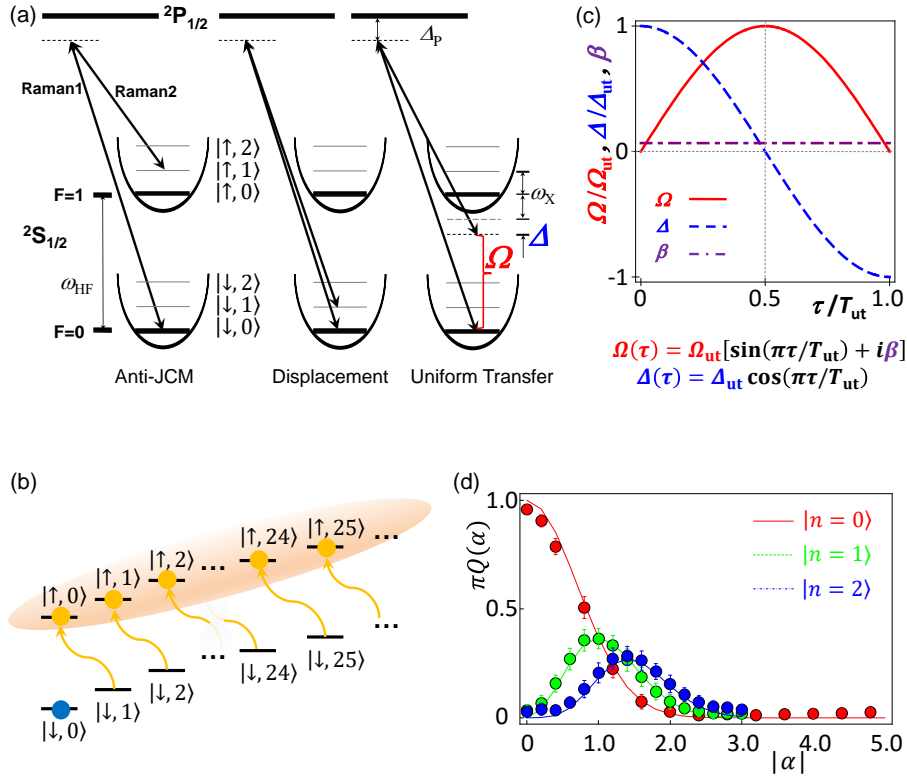 (a)
²P₁/₂
Δ_P
Raman1
Raman2
|↑, 2⟩
|↑, 1⟩
|↑, 0⟩
F=1
ω_X
²S₁/₂
Δ
Ω
ω_HF
|↓, 2⟩
|↓, 1⟩
|↓, 0⟩
F=0
Anti-JCM
Displacement
Uniform Transfer
(c)
Ω/Ω_ut, Δ/Δ_ut, β
1
0
-1
Ω
Δ
β
0
0.5
1.0
τ/T_ut
Ω(τ) = Ω_ut[sin(πτ/T_ut) + iβ]
Δ(τ) = Δ_ut cos(πτ/T_ut)
(b)
|↑, 0⟩
|↑, 1⟩
|↑, 2⟩
...
|↑, 24⟩
|↑, 25⟩
...
|↓, 0⟩
|↓, 1⟩
|↓, 2⟩
...
|↓, 24⟩
|↓, 25⟩
...
(d)
πQ(α)
1.0
0.5
0
|n = 0⟩
|n = 1⟩
|n = 2⟩
0
1.0
2.0
3.0
4.0
5.0
|α|